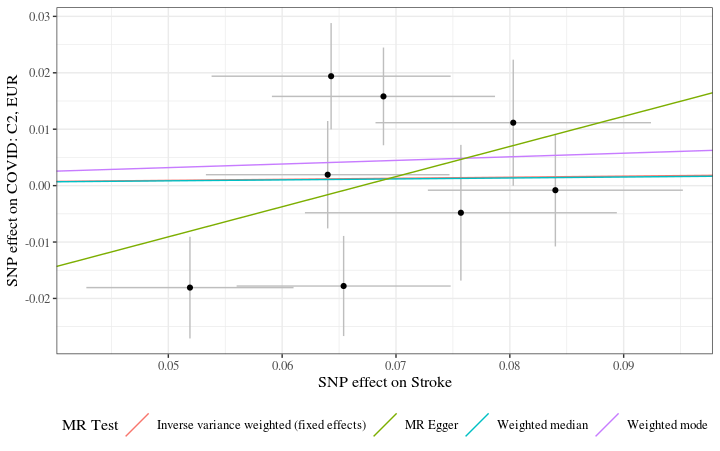 0.03
0.02
0.01
0.00
-0.01
-0.02
SNP effect on COVID: C2, EUR
0.05 0.06 0.07 0.08 0.09
SNP effect on Stroke
MR Test Inverse variance weighted (fixed effects) MR Egger Weighted median Weighted mode